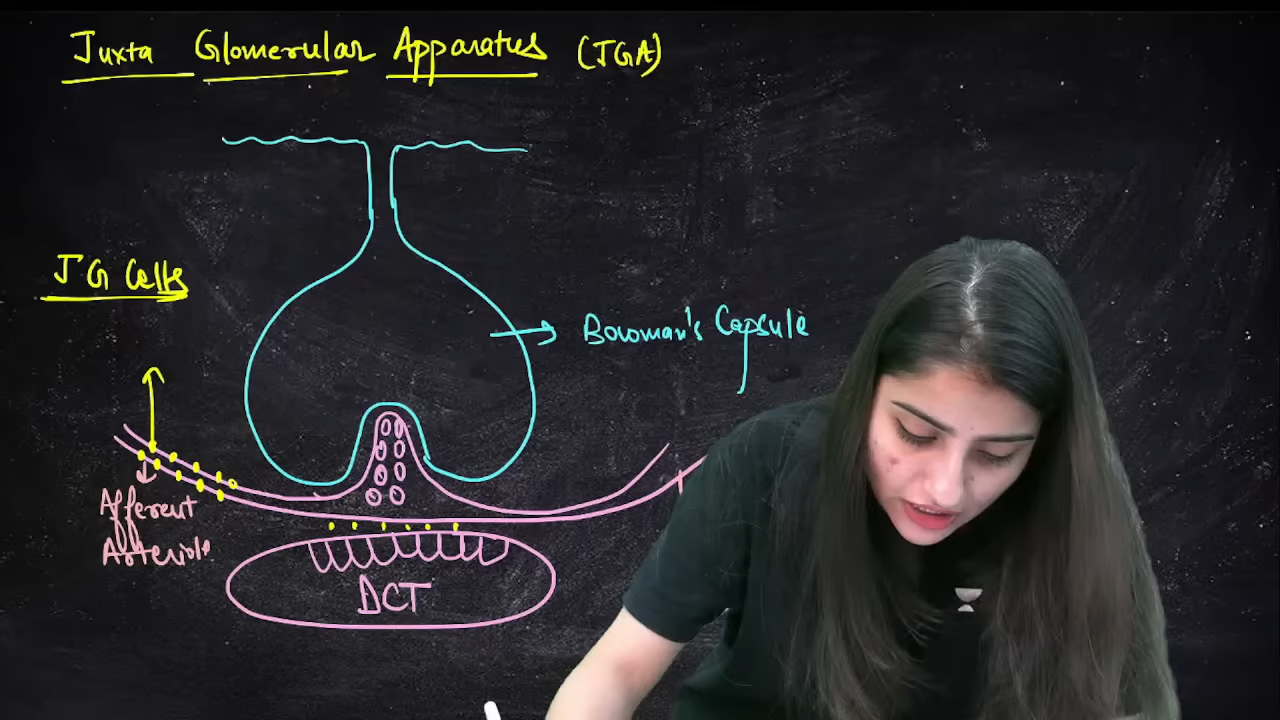 Juxta Glomerular Apparatus (JGA)
JG Cells
Bowman's Capsule
Afferent
Arteriole
DCT